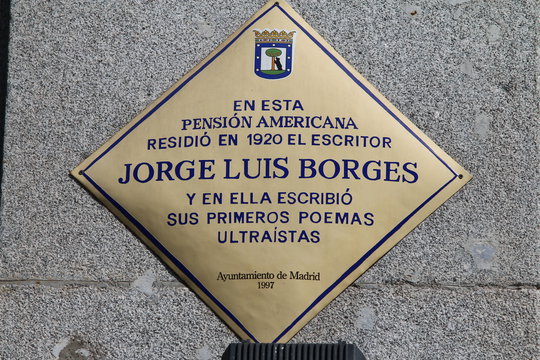 EN ESTA
PENSIÓN AMERICANA
RESIDIÓ EN 1920 EL ESCRITOR
JORGE LUIS BORGES
Y EN ELLA ESCRIBIÓ
SUS PRIMEROS POEMAS
ULTRAÍSTAS
Ayuntamiento de Madrid
1997